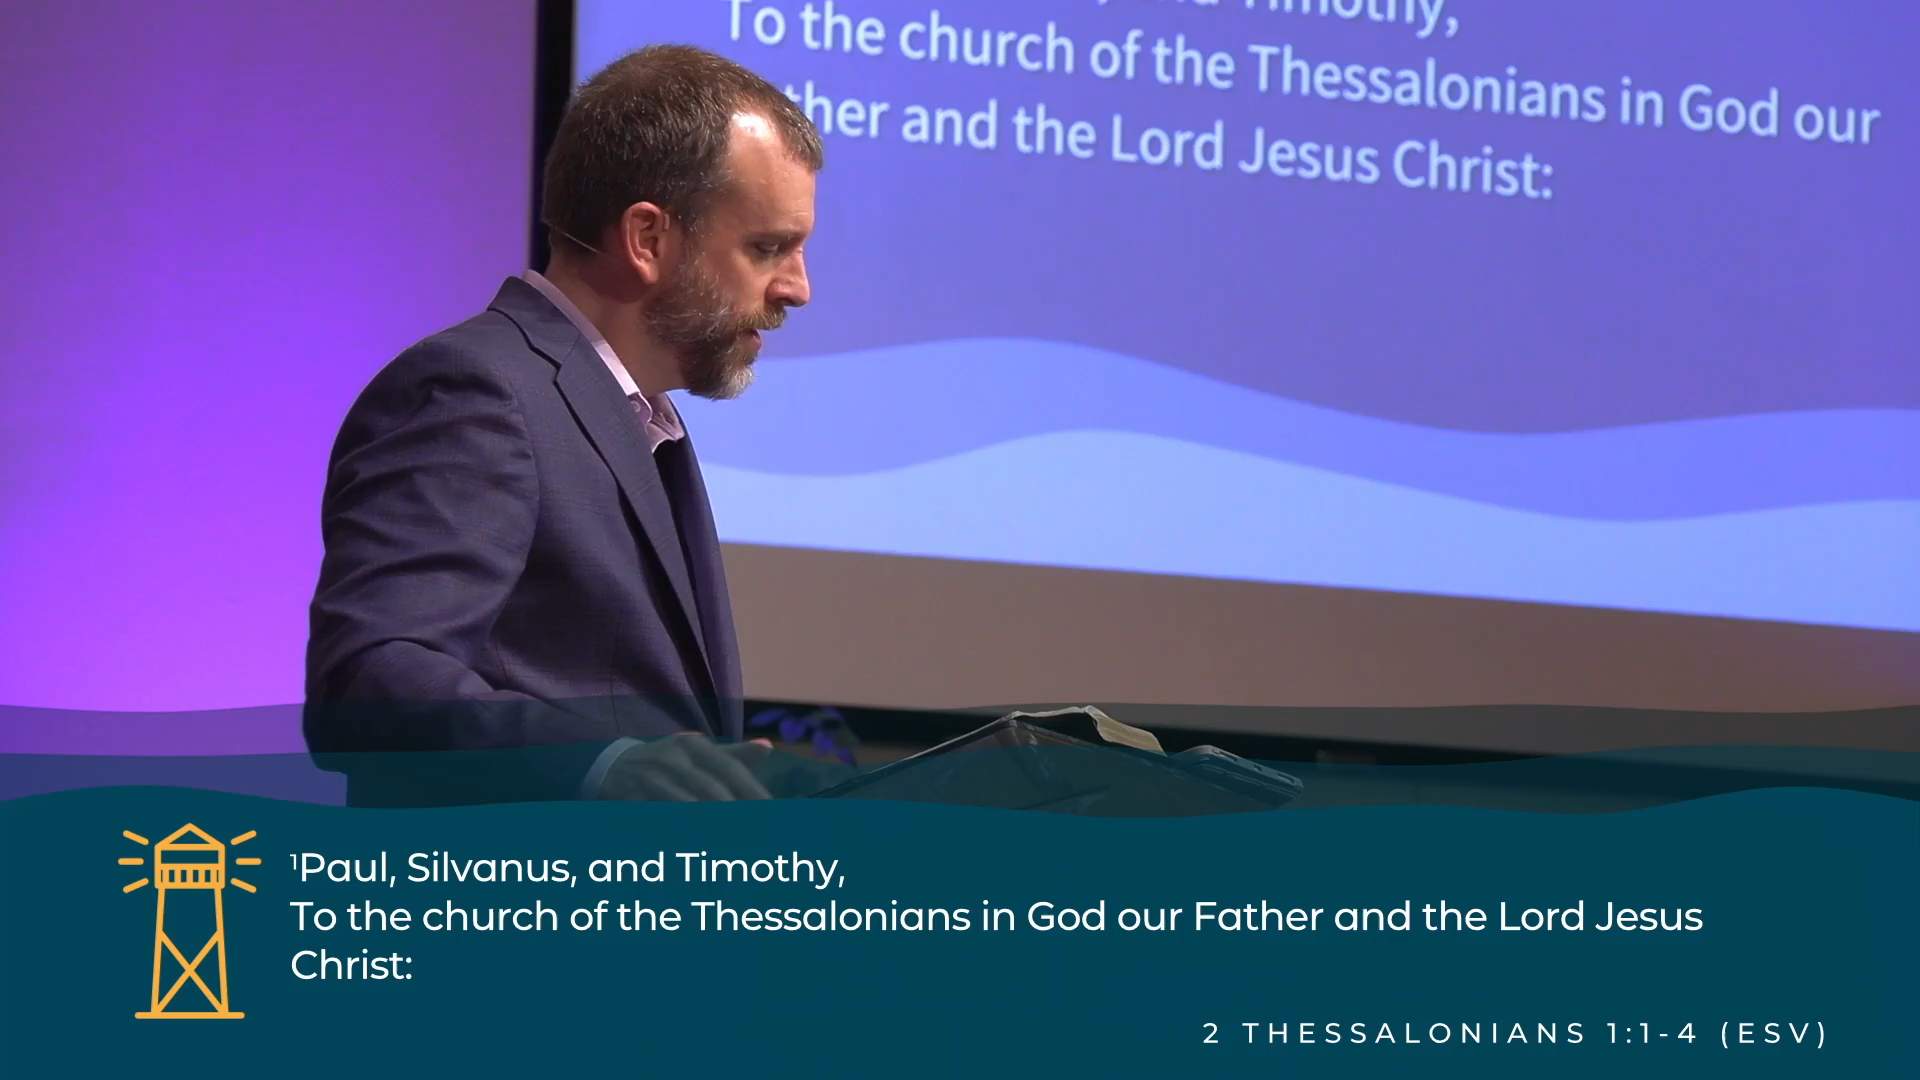 Timothy,
To the church of the Thessalonians in God our
ther and the Lord Jesus Christ:
¹Paul, Silvanus, and Timothy,
To the church of the Thessalonians in God our Father and the Lord Jesus
Christ:
2 THESSALONIANS 1:1-4 (ESV)